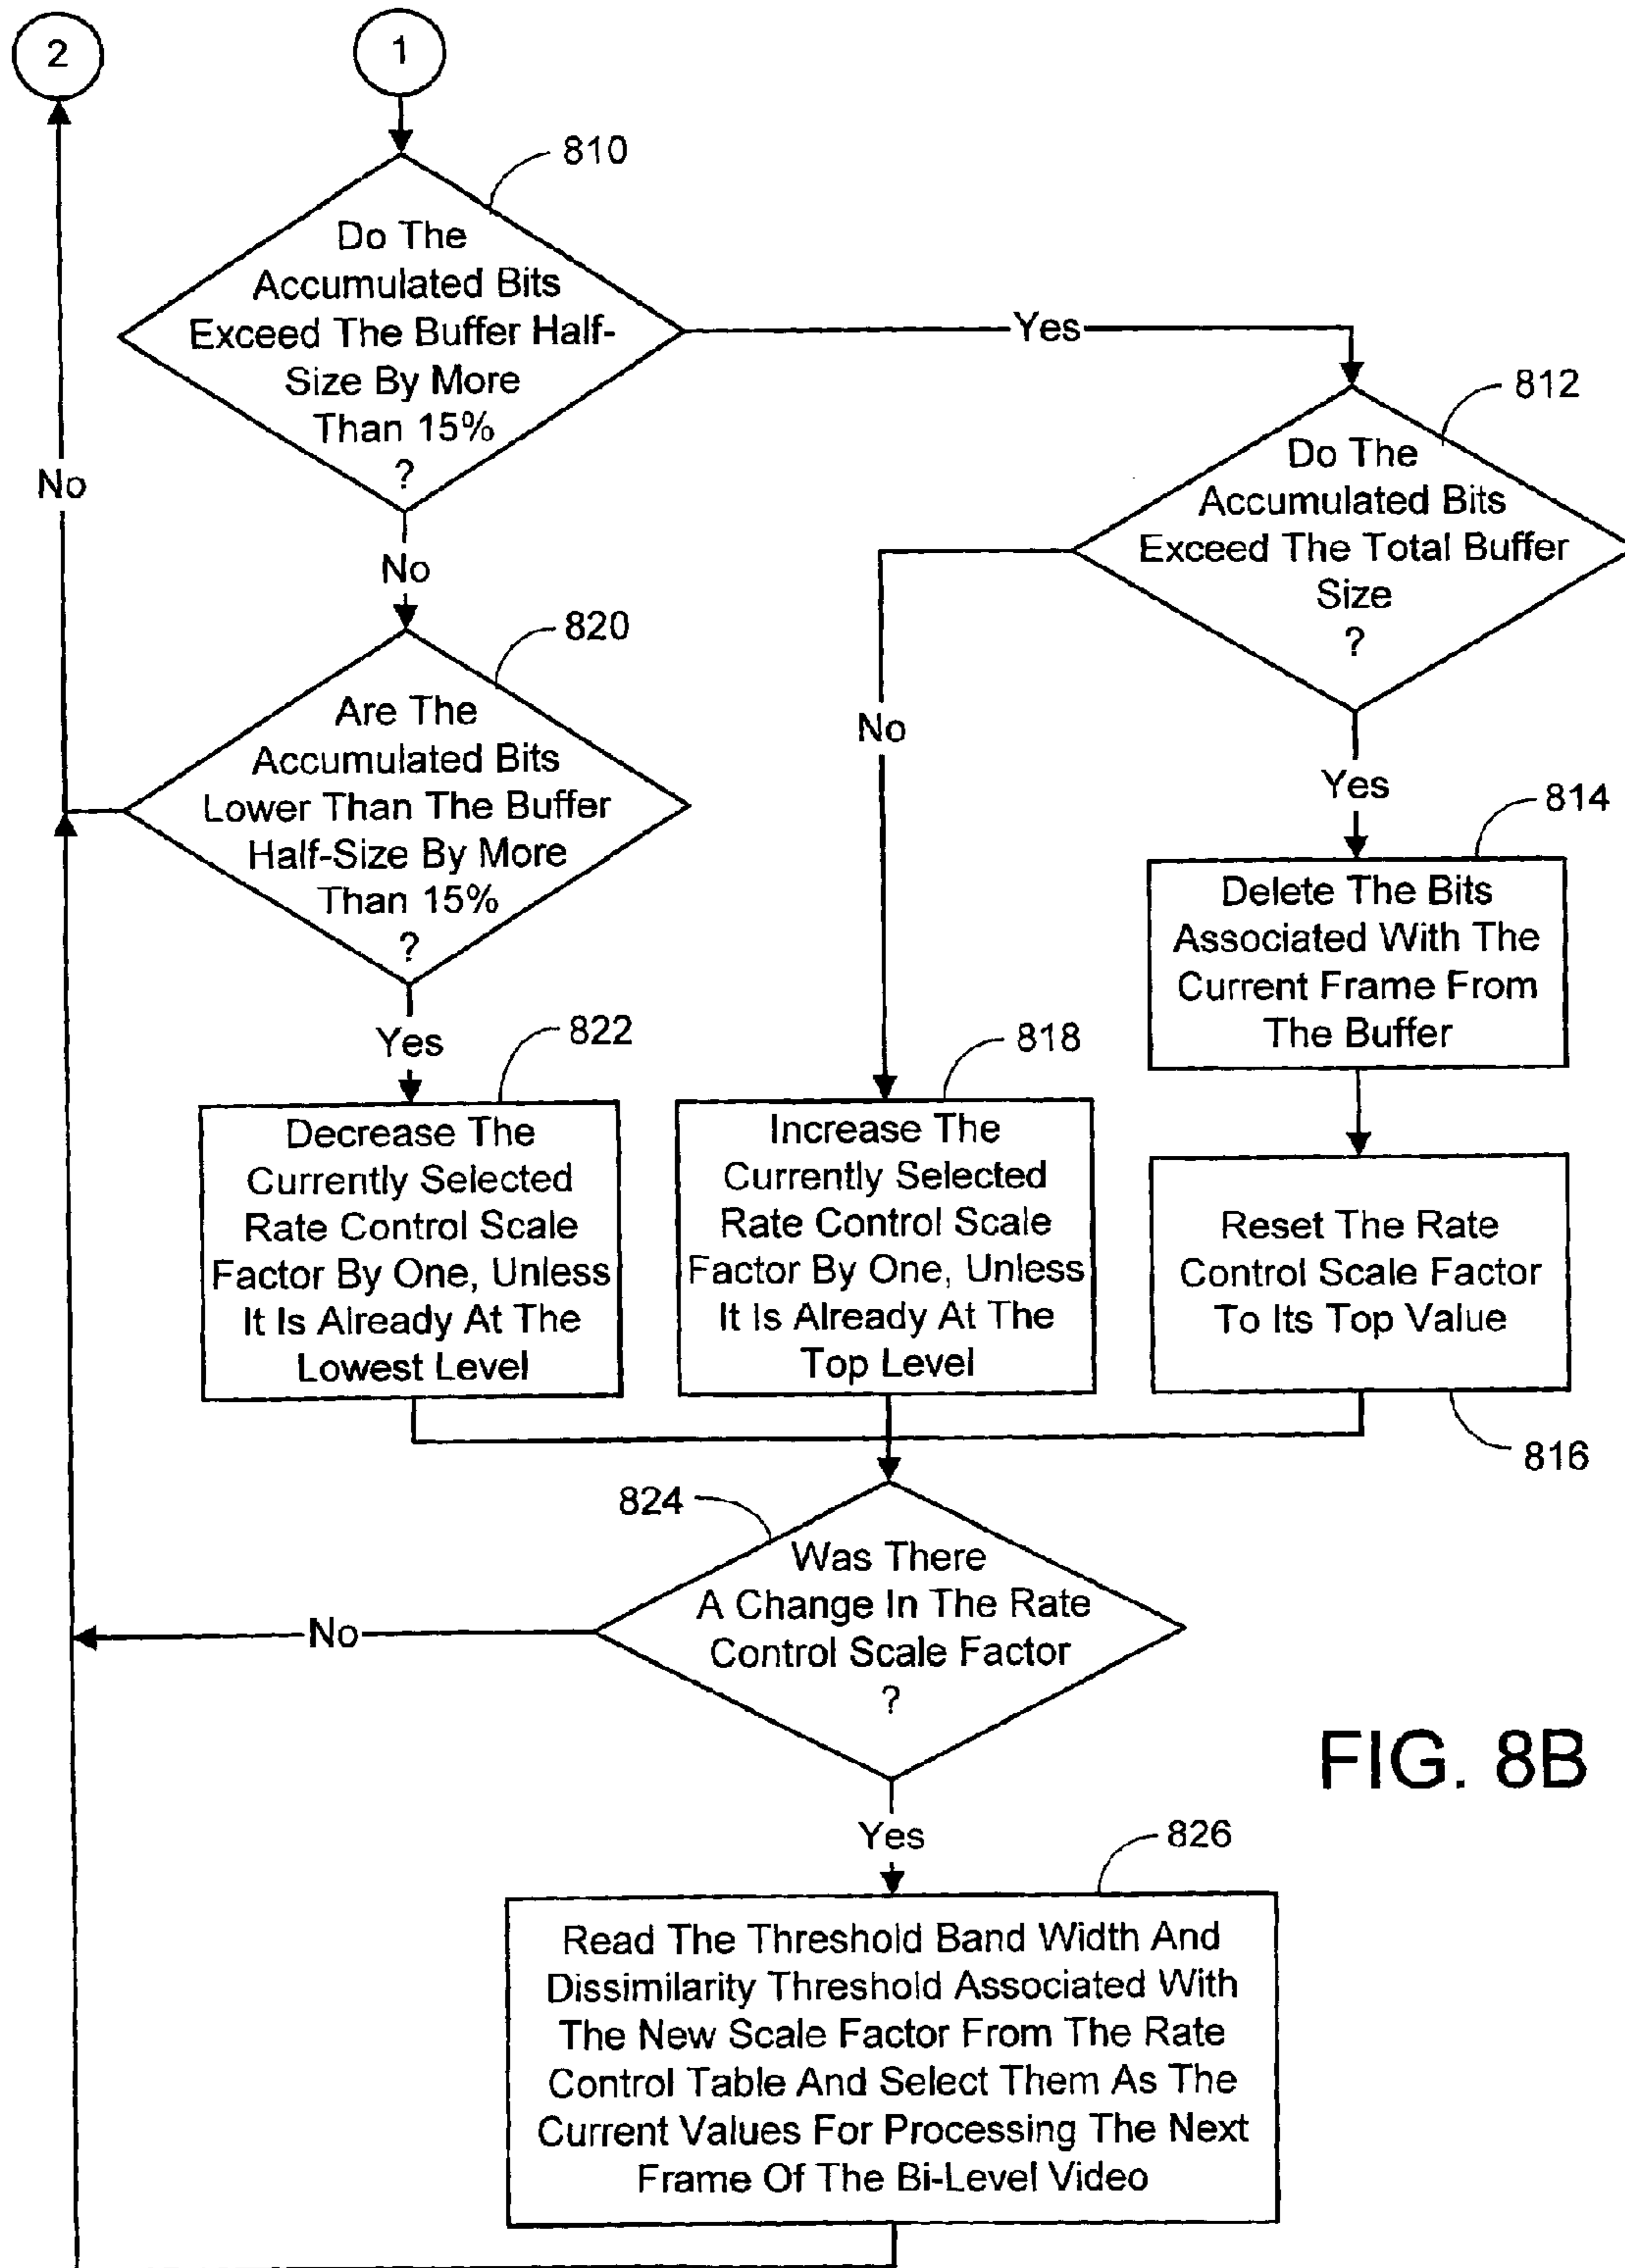 2
1
810
Do The
Accumulated Bits
Exceed The Buffer Half-
Size By More
Than 15%
?
Yes
812
Do The
Accumulated Bits
Exceed The Total Buffer
Size
?
No
No
820
Are The
Accumulated Bits
Lower Than The Buffer
Half-Size By More
Than 15%
?
No
Yes
814
Delete The Bits
Associated With The
Current Frame From
The Buffer
Yes
822
Decrease The
Currently Selected
Rate Control Scale
Factor By One, Unless
It Is Already At The
Lowest Level
818
Increase The
Currently Selected
Rate Control Scale
Factor By One, Unless
It Is Already At The
Top Level
Reset The Rate
Control Scale Factor
To Its Top Value
816
824
Was There
A Change In The Rate
Control Scale Factor
?
No
Yes
FIG. 8B
826
Read The Threshold Band Width And
Dissimilarity Threshold Associated With
The New Scale Factor From The Rate
Control Table And Select Them As The
Current Values For Processing The Next
Frame Of The Bi-Level Video